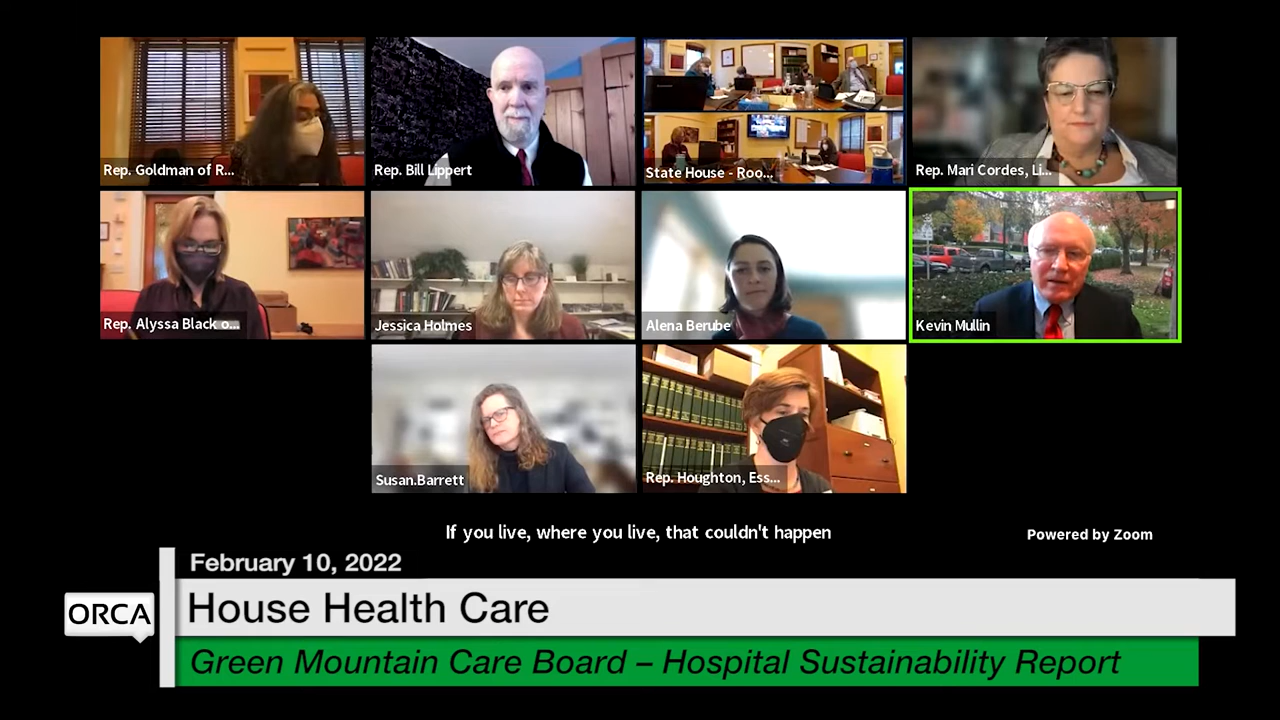 Rep. Goldman of R...
Rep. Bill Lippert
State House - Roo...
Rep. Mari Cordes, Li...
Rep. Alyssa Black o...
Jessica Holmes
Alena Berube
Kevin Mullin
Susan.Barrett
Rep. Houghton, Ess...
If you live, where you live, that couldn't happen
Powered by Zoom
February 10, 2022
ORCA
House Health Care
Green Mountain Care Board – Hospital Sustainability Report